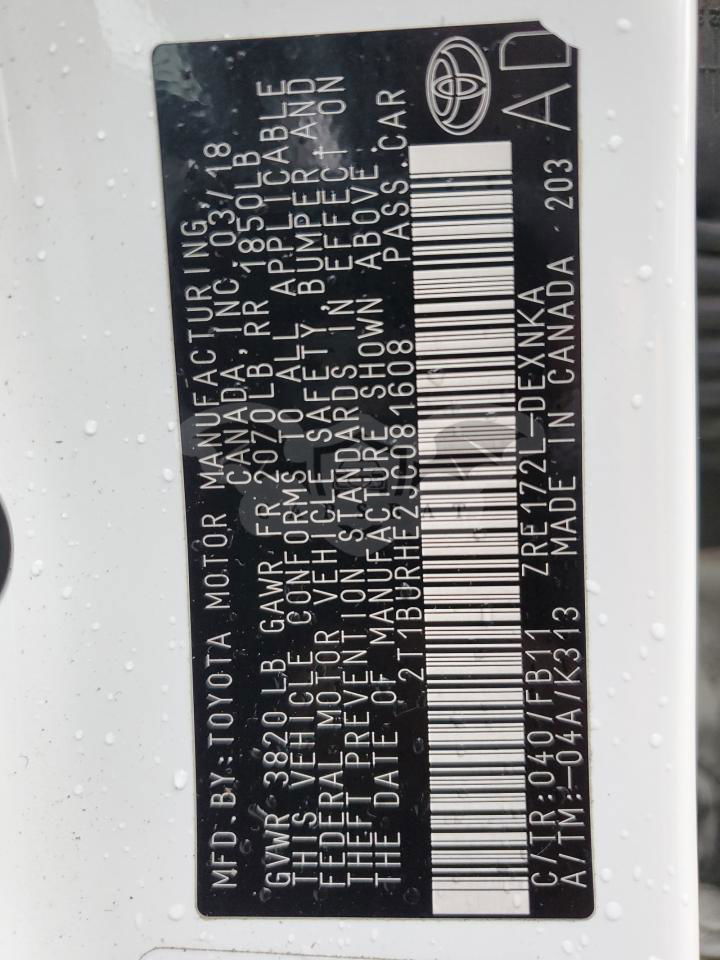 MFD.BY:TOYOTA MOTOR MANUFACTURING,
CANADA, INC. 03/18
GVWR 3820 LB GAWR FR 2070LB, RR 1850LB
THIS VEHICLE CONFORMS TO ALL APPLICABLE
FEDERAL MOTOR VEHICLE SAFETY, BUMPER AND
THEFT PREVENTION STANDARDS IN EFFECT ON
THE DATE OF MANUFACTURE SHOWN ABOVE.
2T1BURHE2JC081608 PASS.CAR
C/TR:040/FB11 ZRE172L-DEXNKA
A/TM:-04A/K313 MADE IN CANADA 203
AD